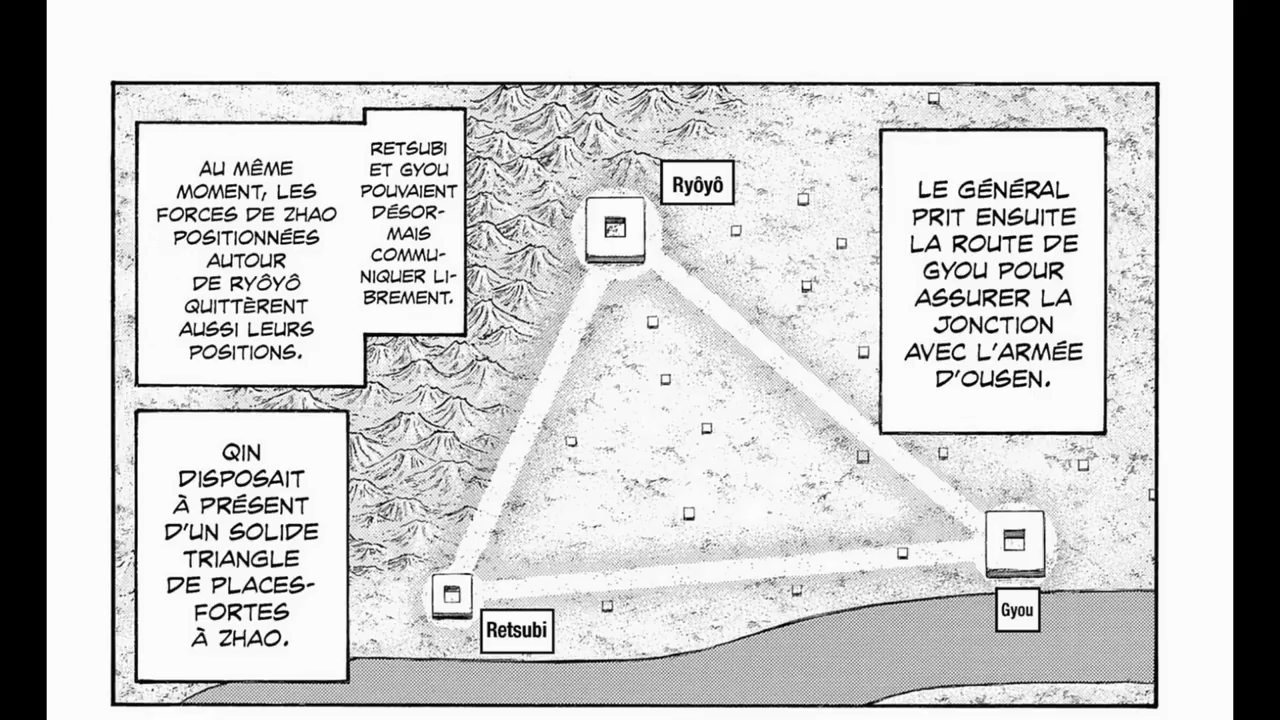 LE GÉNÉRAL
PRIT ENSUITE
LA ROUTE DE
GYOU POUR
ASSURER LA
JONCTION
AVEC L'ARMÉE
D'OUSEN.
RETSUBI
ET GYOU
POUVAIENT
DÉSOR-
MAIS
COMMU-
NIQUER LI-
BREMENT.
AU MÊME
MOMENT, LES
FORCES DE ZHAO
POSITIONNÉES
AUTOUR
DE RYÔYÔ
QUITTÈRENT
AUSSI LEURS
POSITIONS.
QIN
DISPOSAIT
À PRÉSENT
D'UN SOLIDE
TRIANGLE
DE PLACES-
FORTES
À ZHAO.
Ryôyô
Gyou
Retsubi